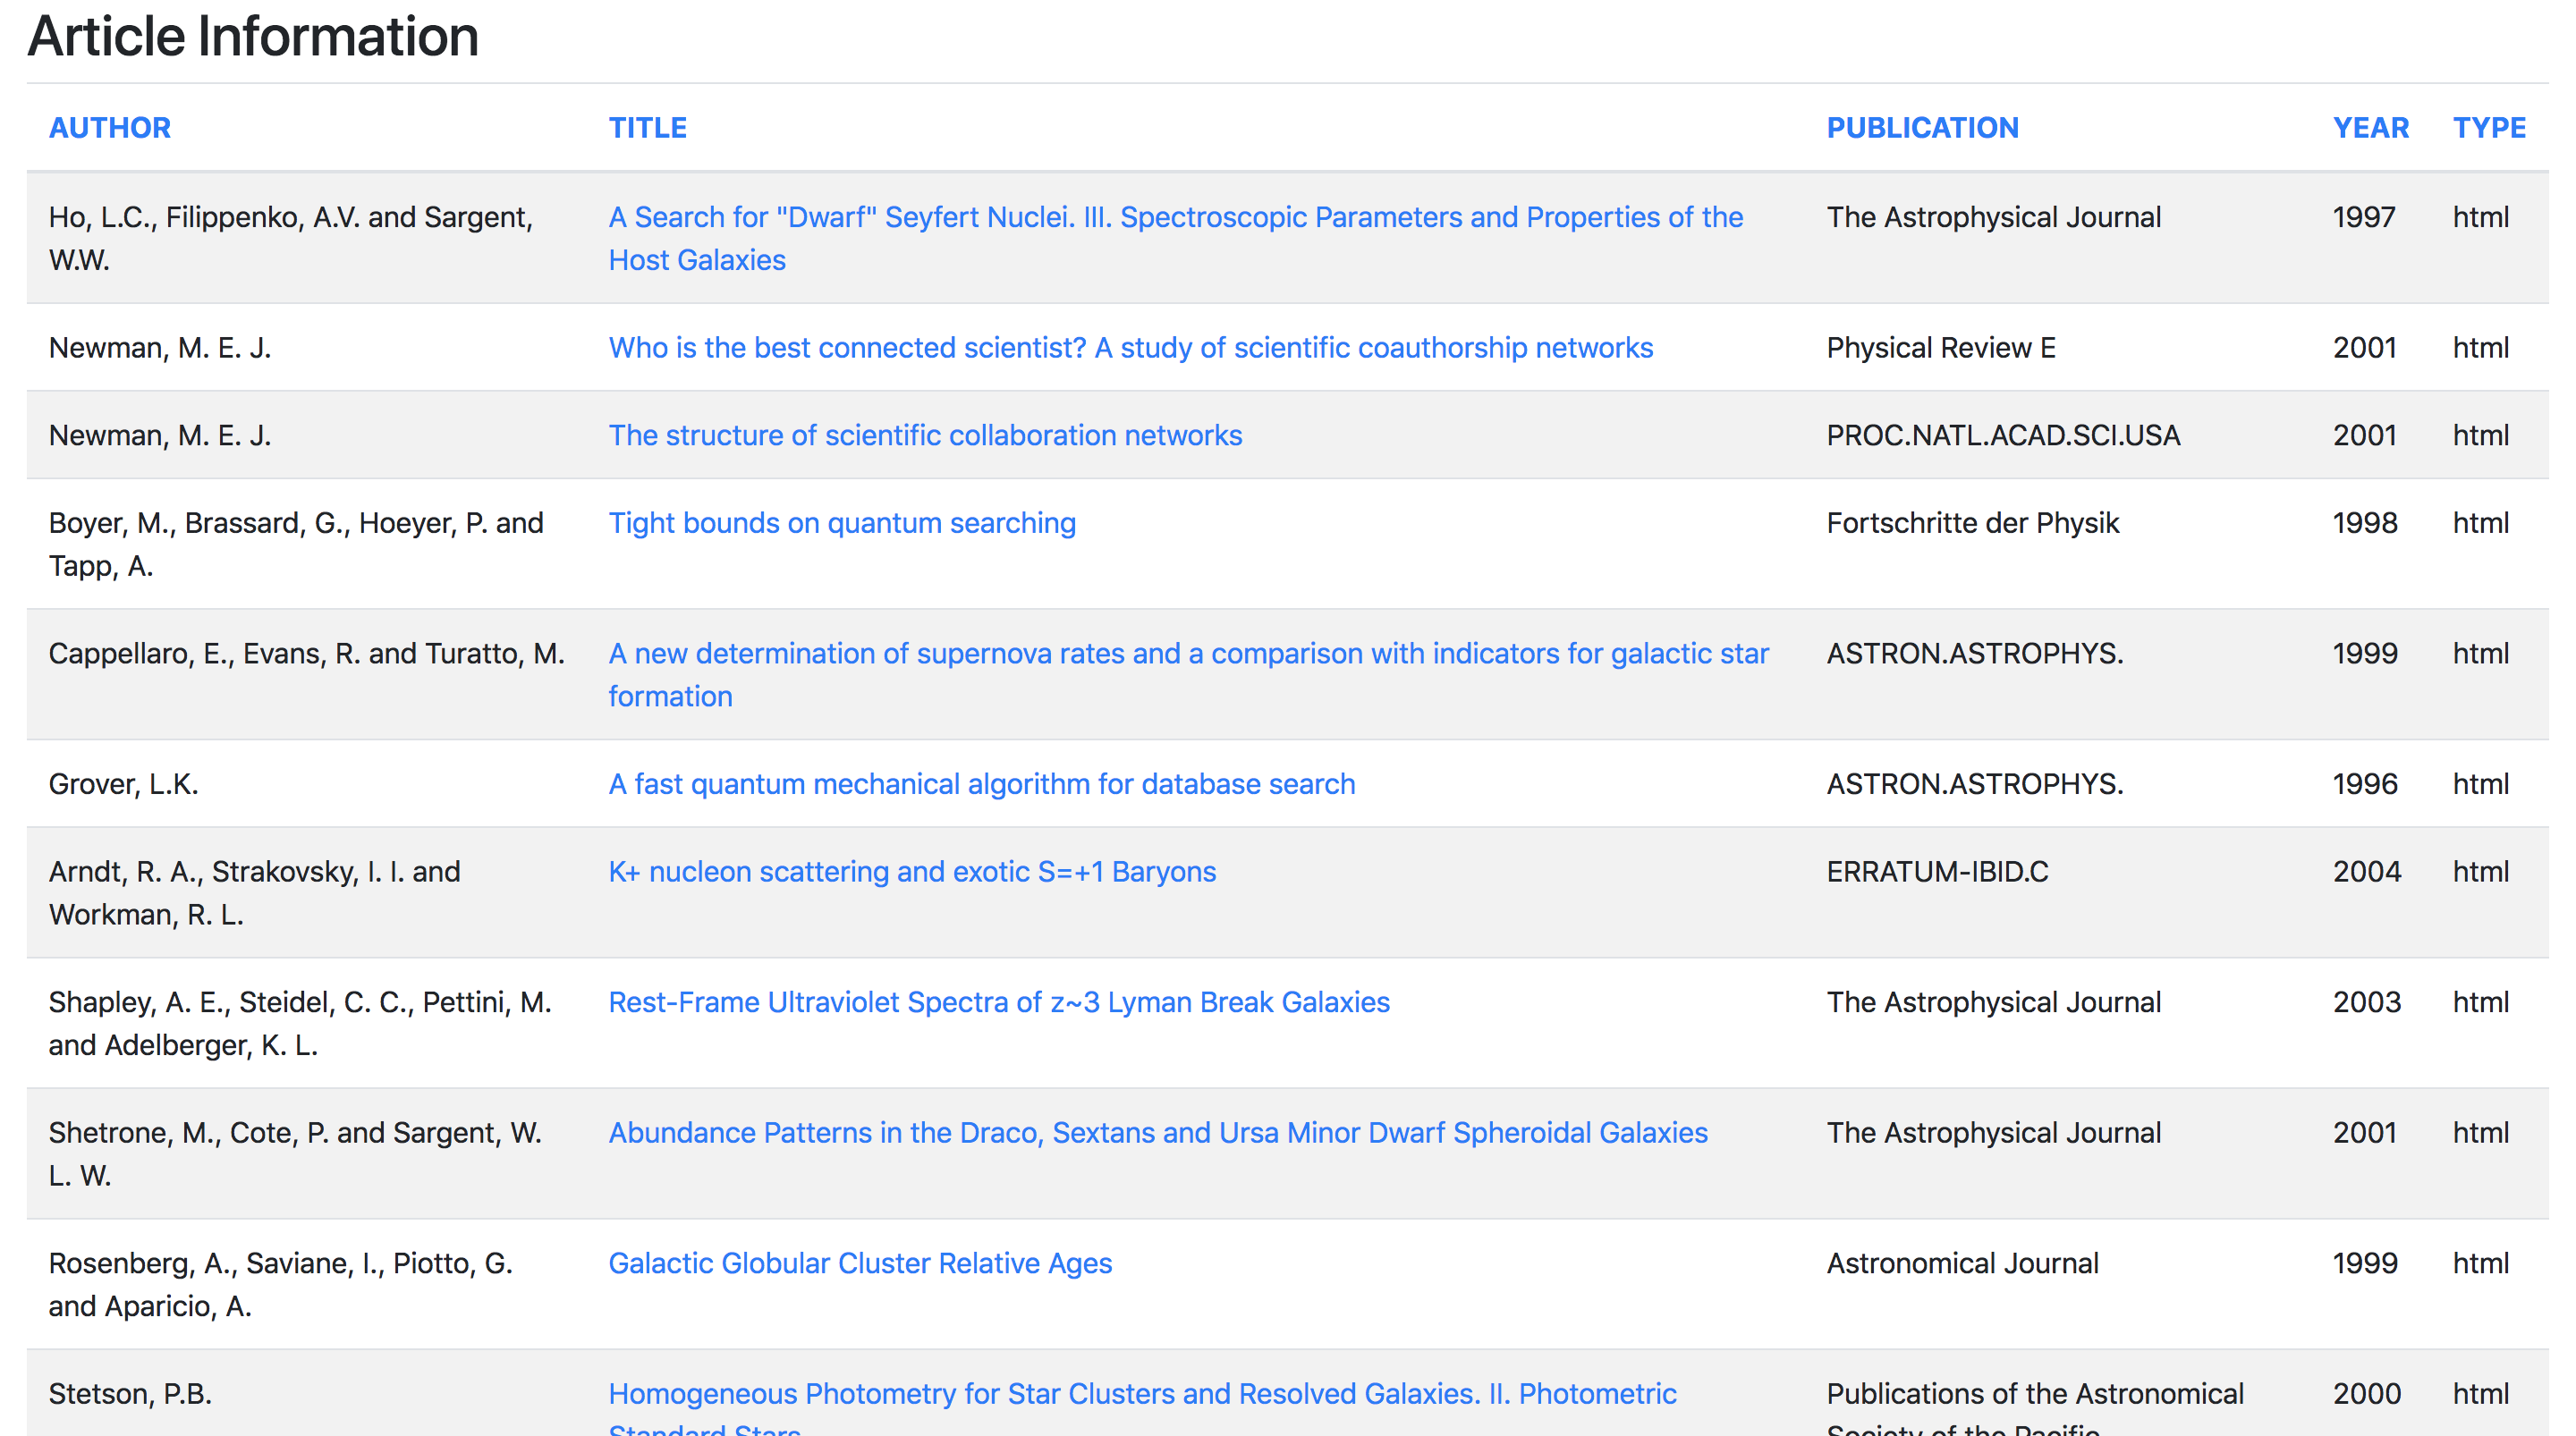 Article Information
AUTHOR TITLE PUBLICATION YEAR TYPE
Ho, L.C., Filippenko, A.V. and Sargent, A Search for "Dwarf" Seyfert Nuclei. III. Spectroscopic Parameters and Properties of the The Astrophysical Journal 1997 html
W.W. Host Galaxies
Newman, M. E. J. Who is the best connected scientist? A study of scientific coauthorship networks Physical Review E 2001 html
Newman, M. E. J. The structure of scientific collaboration networks PROC.NATL.ACAD.SCI.USA 2001 html
Boyer, M., Brassard, G., Hoeyer, P. and Tight bounds on quantum searching Fortschritte der Physik 1998 html
Tapp, A.
Cappellaro, E., Evans, R. and Turatto, M. A new determination of supernova rates and a comparison with indicators for galactic star ASTRON.ASTROPHYS. 1999 html
formation
Grover, L.K. A fast quantum mechanical algorithm for database search ASTRON.ASTROPHYS. 1996 html
Arndt, R. A., Strakovsky, I. I. and K+ nucleon scattering and exotic S=+1 Baryons ERRATUM-IBID.C 2004 html
Workman, R. L.
Shapley, A. E., Steidel, C. C., Pettini, M. Rest-Frame Ultraviolet Spectra of z~3 Lyman Break Galaxies The Astrophysical Journal 2003 html
and Adelberger, K. L.
Shetrone, M., Cote, P. and Sargent, W. Abundance Patterns in the Draco, Sextans and Ursa Minor Dwarf Spheroidal Galaxies The Astrophysical Journal 2001 html
L. W.
Rosenberg, A., Saviane, I., Piotto, G. Galactic Globular Cluster Relative Ages Astronomical Journal 1999 html
and Aparicio, A.
Stetson, P.B. Homogeneous Photometry for Star Clusters and Resolved Galaxies. II. Photometric Publications of the Astronomical 2000 html
Standard Stars Society of the Pacific